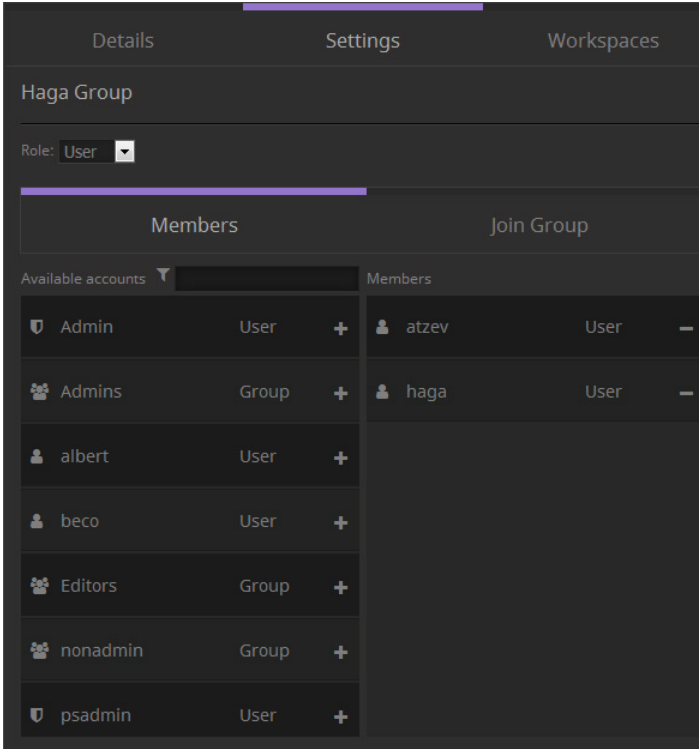 Details Settings Workspaces
Haga Group
Role: User
Members Join Group
Available accounts Members
Admin User atzev User
Admins Group haga User
albert User
beco User
Editors Group
nonadmin Group
psadmin User